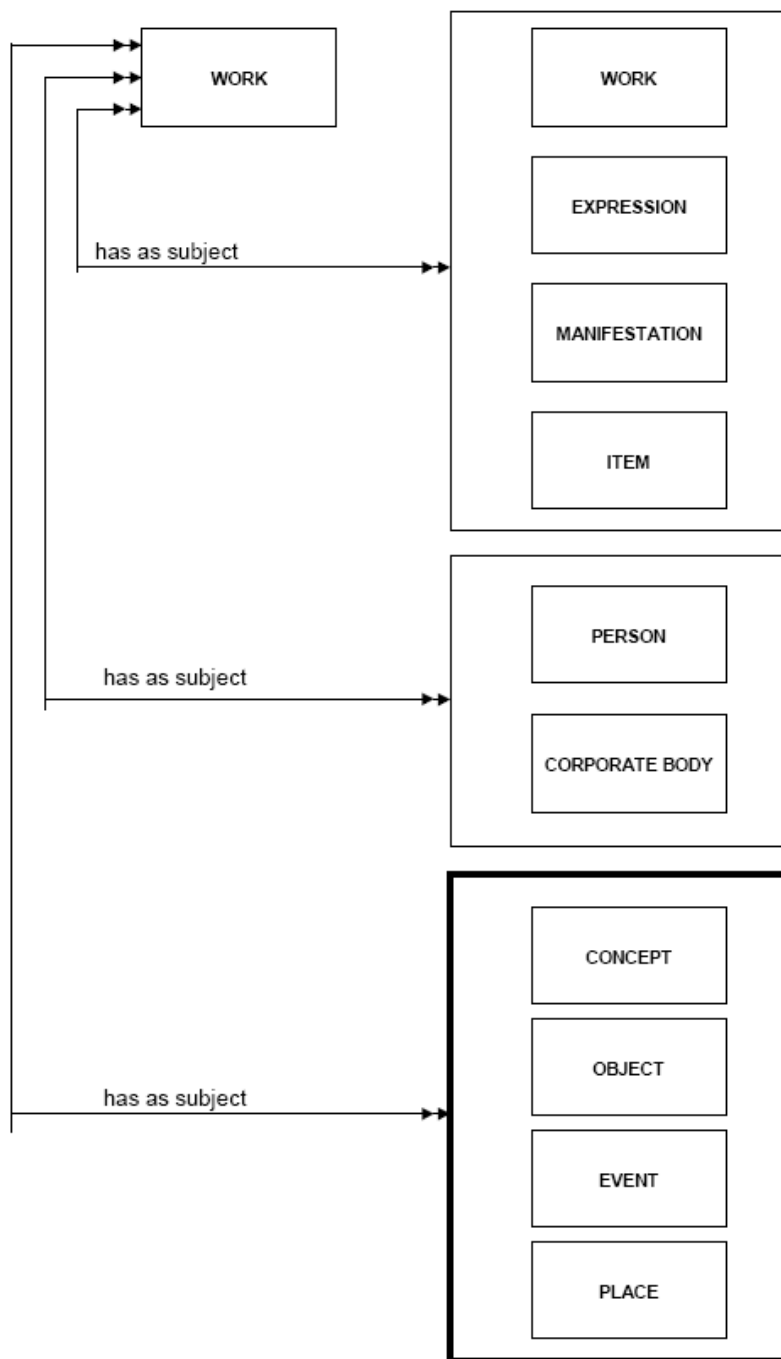 WORK
WORK
EXPRESSION
has as subject
MANIFESTATION
ITEM
PERSON
has as subject
CORPORATE BODY
CONCEPT
OBJECT
has as subject
EVENT
PLACE